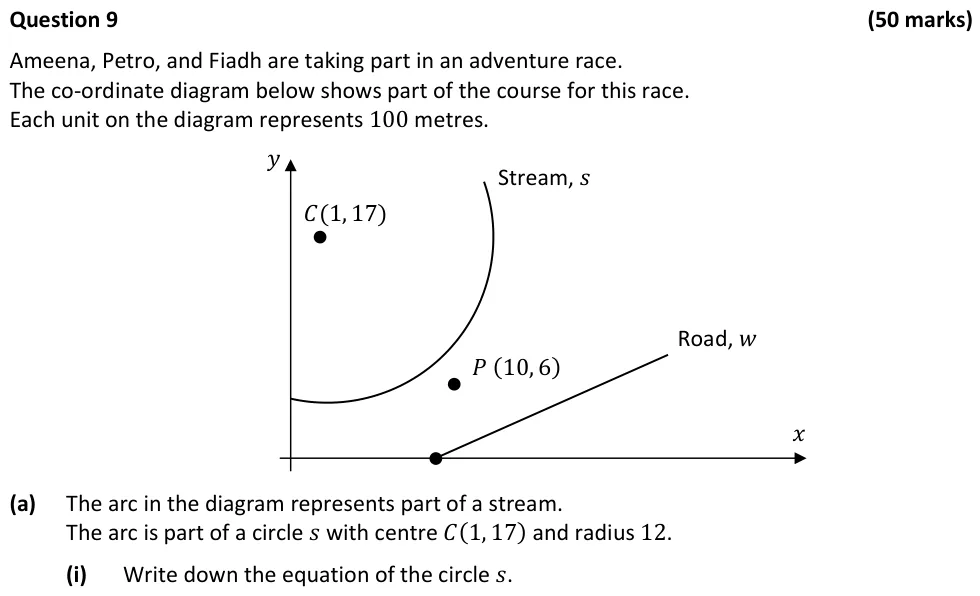 Question 9 (50 marks)
Ameena, Petro, and Fiadh are taking part in an adventure race.
The co-ordinate diagram below shows part of the course for this race.
Each unit on the diagram represents 100 metres.
y
Stream, s
C(1, 17)
Road, w
P (10, 6)
x
(a) The arc in the diagram represents part of a stream.
The arc is part of a circle s with centre C(1, 17) and radius 12.
(i) Write down the equation of the circle s.